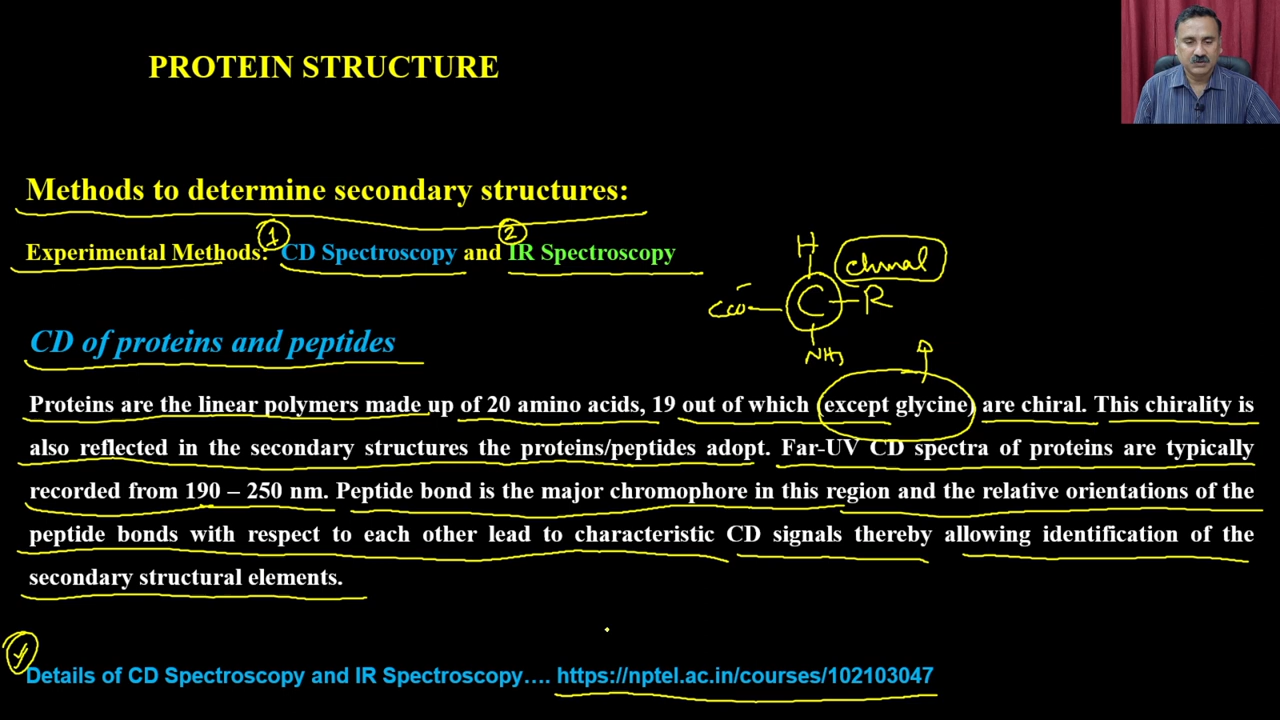 PROTEIN STRUCTURE
Methods to determine secondary structures:
1 2
Experimental Methods: CD Spectroscopy and IR Spectroscopy
H chiral
COO- C R
NH3
CD of proteins and peptides
Proteins are the linear polymers made up of 20 amino acids, 19 out of which (except glycine) are chiral. This chirality is
also reflected in the secondary structures the proteins/peptides adopt. Far-UV CD spectra of proteins are typically
recorded from 190 – 250 nm. Peptide bond is the major chromophore in this region and the relative orientations of the
peptide bonds with respect to each other lead to characteristic CD signals thereby allowing identification of the
secondary structural elements.
Details of CD Spectroscopy and IR Spectroscopy…. https://nptel.ac.in/courses/102103047